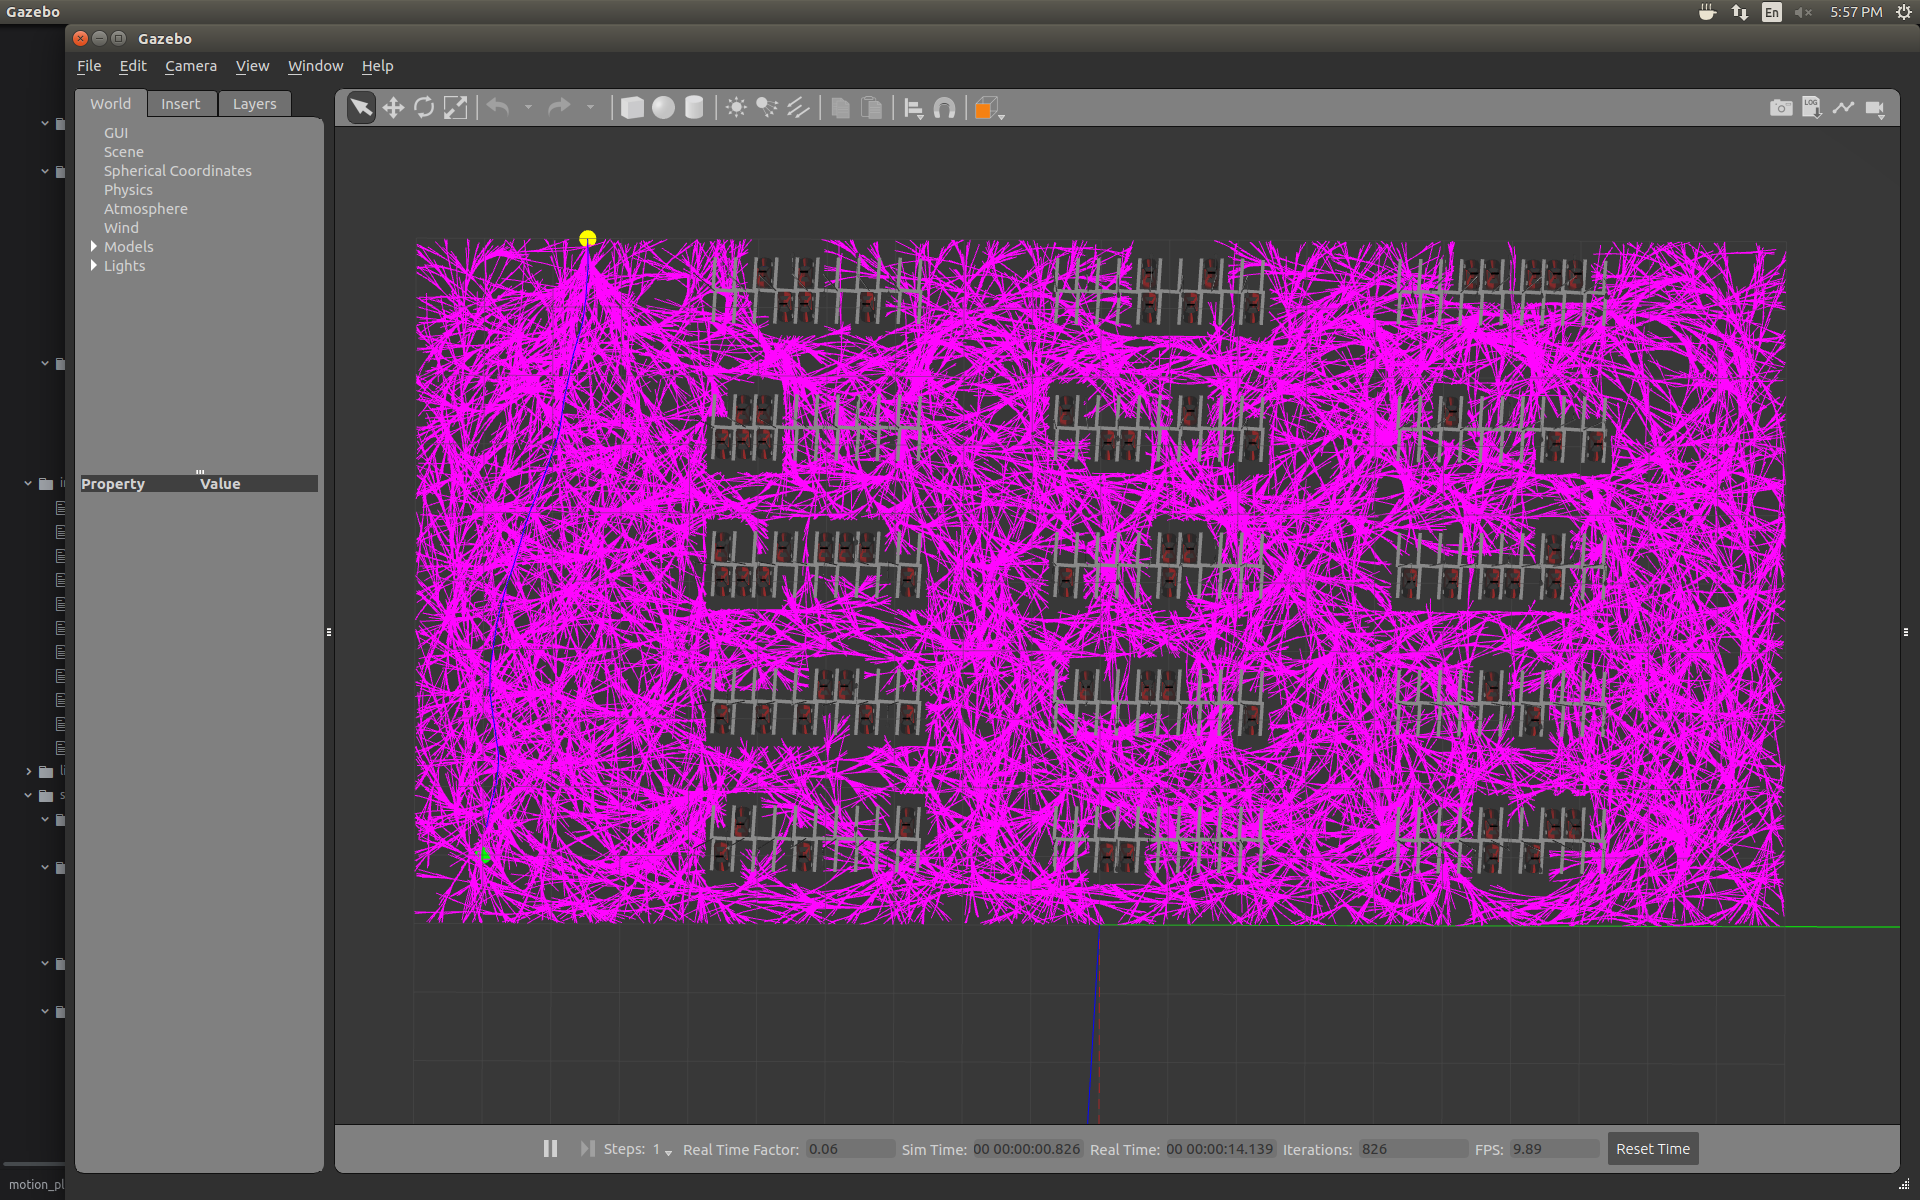 Gazebo
En
5:57 PM
Gazebo
File Edit Camera View Window Help
World Insert Layers
LOG
GUI
Scene
Spherical Coordinates
Physics
Atmosphere
Wind
Models
Lights
Property Value
motion_pl
Steps: 1 Real Time Factor: 0.06 Sim Time: 00 00:00:00.826 Real Time: 00 00:00:14.139 Iterations: 826 FPS: 9.89 Reset Time